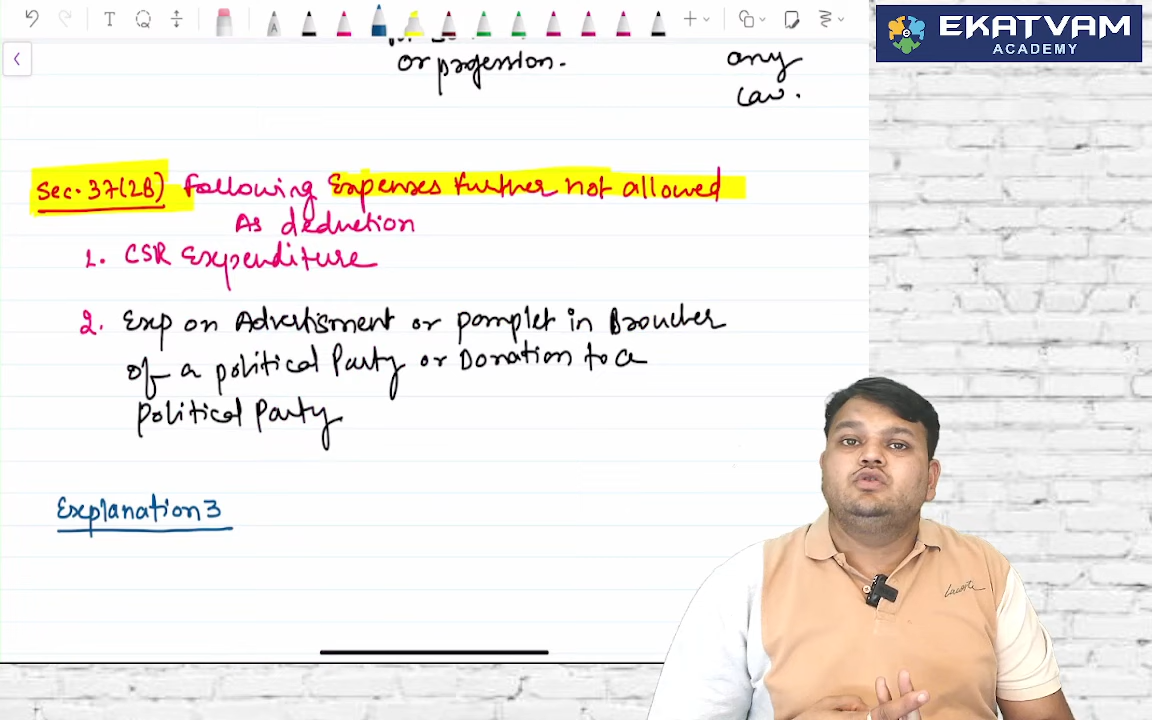 EKATVAM
ACADEMY
or profession.
any
law.
Sec. 37(2B) Following Expenses further not allowed
As deduction
1. CSR Expenditure
2. Exp on Advertisment or pamplet in Broucher
of a political Party or Donation to a
political Party
Explanation 3